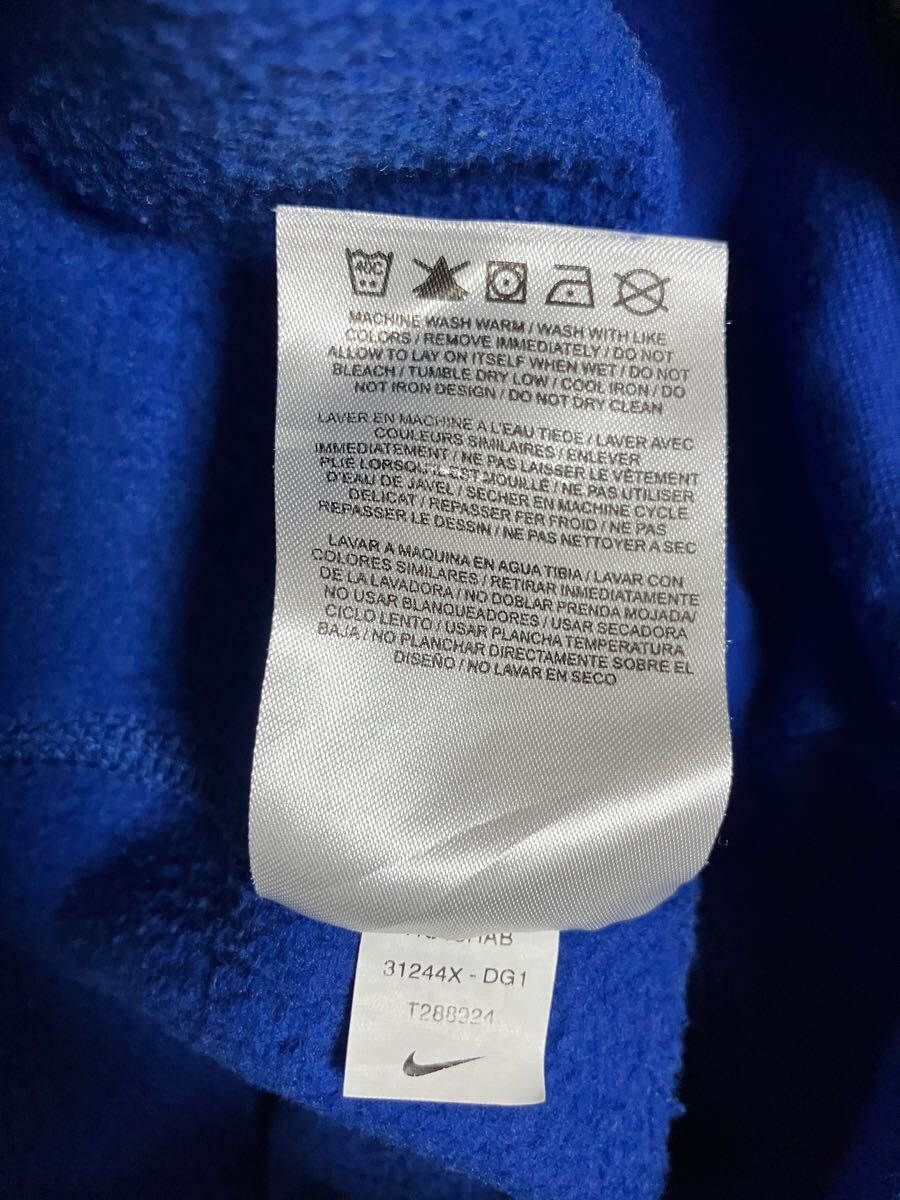 40C
MACHINE WASH WARM / WASH WITH LIKE
COLORS / REMOVE IMMEDIATELY / DO NOT
ALLOW TO LAY ON ITSELF WHEN WET / DO NOT
BLEACH / TUMBLE DRY LOW / COOL IRON / DO
NOT IRON DESIGN / DO NOT DRY CLEAN
LAVER EN MACHINE A L'EAU TIEDE / LAVER AVEC
COULEURS SIMILAIRES / ENLEVER
IMMEDIATEMENT / NE PAS LAISSER LE VÊTEMENT
PLIÉ LORSQU'IL EST MOUILLE / NE PAS UTILISER
D'EAU DE JAVEL / SECHER EN MACHINE CYCLE
DELICAT / REPASSER FER FROID / NE PAS
REPASSER LE DESSIN / NE PAS NETTOYER A SEC
LAVAR A MAQUINA EN AGUA TIBIA / LAVAR CON
COLORES SIMILARES / RETIRAR INMEDIATAMENTE
DE LA LAVADORA / NO DOBLAR PRENDA MOJADA/
NO USAR BLANQUEADORES / USAR SECADORA
CICLO LENTO / USAR PLANCHA TEMPERATURA
BAJA / NO PLANCHAR DIRECTAMENTE SOBRE EL
DISEÑO / NO LAVAR EN SECO
31244X - DG1